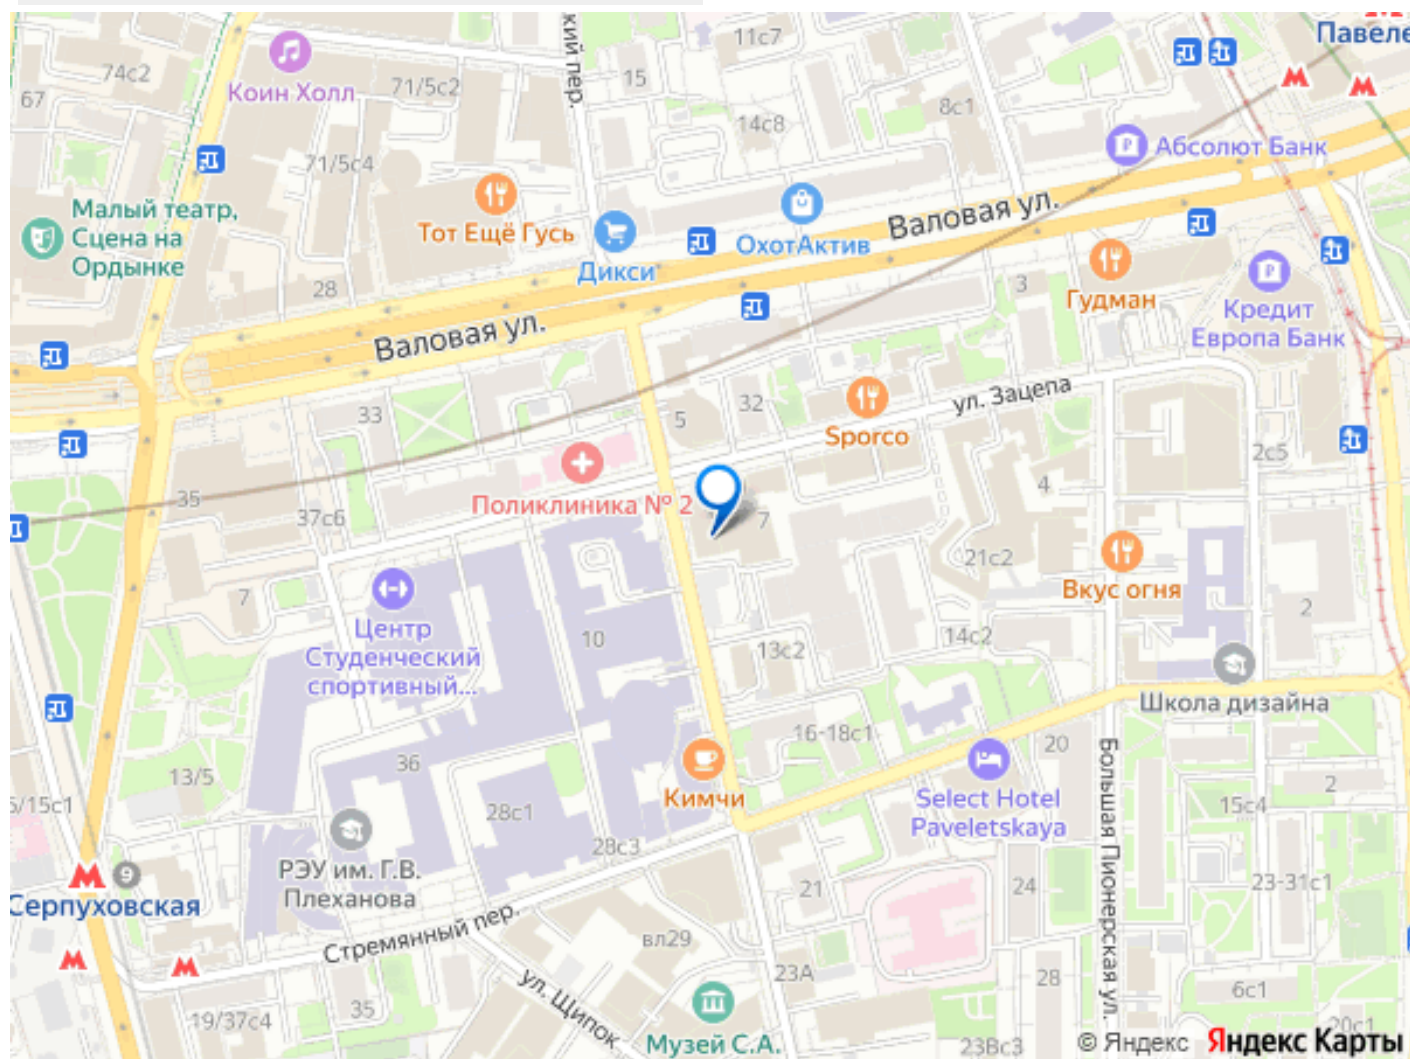 Павеле
11с7
кий пер.
74с2
Коин Холл
71/5с2
15
67
8с1
14с8
Абсолют Банк
71/5с4
Малый театр,
Сцена на
Ордынке
Тот Ещё Гусь
Валовая ул.
ОхотАктив
Дикси
28
3
Гудман
Кредит
Европа Банк
Валовая ул.
ул. Зацепа
33
5
32
Sporco
2с5
35
Поликлиника № 2
4
37с6
7
21с2
Вкус огня
7
Центр
Студенческий
спортивный...
10
13с2
14с2
2
Школа дизайна
16-18с1
20
36
13/5
Кимчи
Select Hotel
Paveletskaya
Большая Пионерская ул.
2
15с4
5/15с1
28с1
28с3
РЭУ им. Г.В.
Плеханова
9
Серпуховская
21
24
23-31с1
Стремянный пер.
вл29
23А
28
ул. Щипок
6с1
35
19/37с4
Музей С.А.
23Вс3
20с1
© Яндекс Яндекс Карты